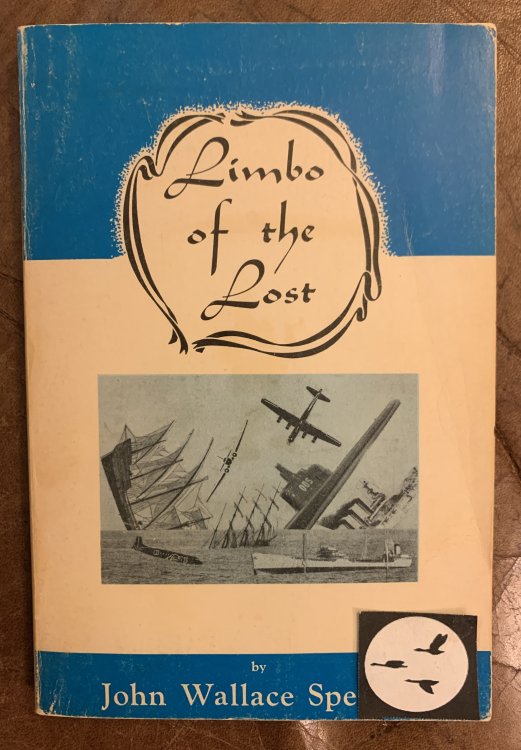 Limbo
of the
Lost
by
John Wallace Spe